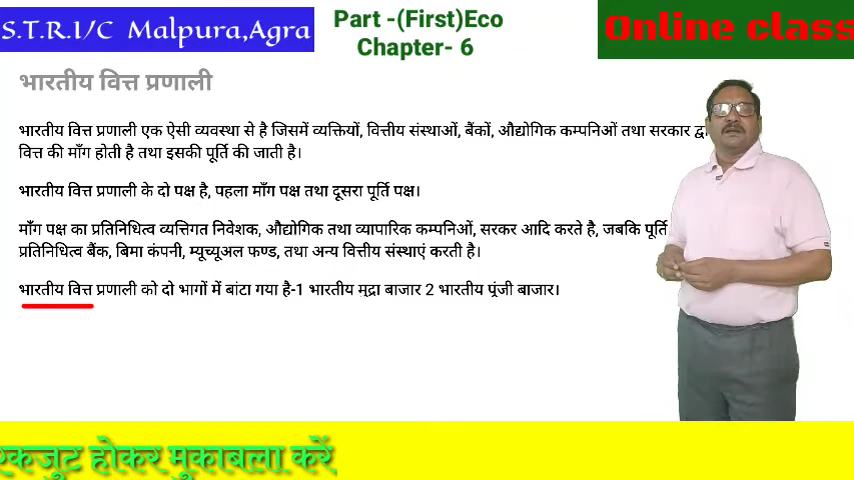 S.T.R.I/C Malpura,Agra
Part -(First)Eco
Chapter- 6
Online class
भारतीय वित्त प्रणाली
भारतीय वित्त प्रणाली एक ऐसी व्यवस्था से है जिसमें व्यक्तियों, वित्तीय संस्थाओं, बैंकों, औद्योगिक कम्पनिओं तथा सरकार
वित्त की माँग होती है तथा इसकी पूर्ति की जाती है।
भारतीय वित्त प्रणाली के दो पक्ष है, पहला माँग पक्ष तथा दूसरा पूर्ति पक्ष।
माँग पक्ष का प्रतिनिधित्व व्यत्तिगत निवेशक, औद्योगिक तथा व्यापारिक कम्पनिओं, सरकर आदि करते है, जबकि पूर्ति
प्रतिनिधित्व बैंक, बिमा कंपनी, म्यूच्यूअल फण्ड, तथा अन्य वित्तीय संस्थाएं करती है।
भारतीय वित्त प्रणाली को दो भागों में बांटा गया है-1 भारतीय मुद्रा बाजार 2 भारतीय पूंजी बाजार।
होकर मुकाबला करें